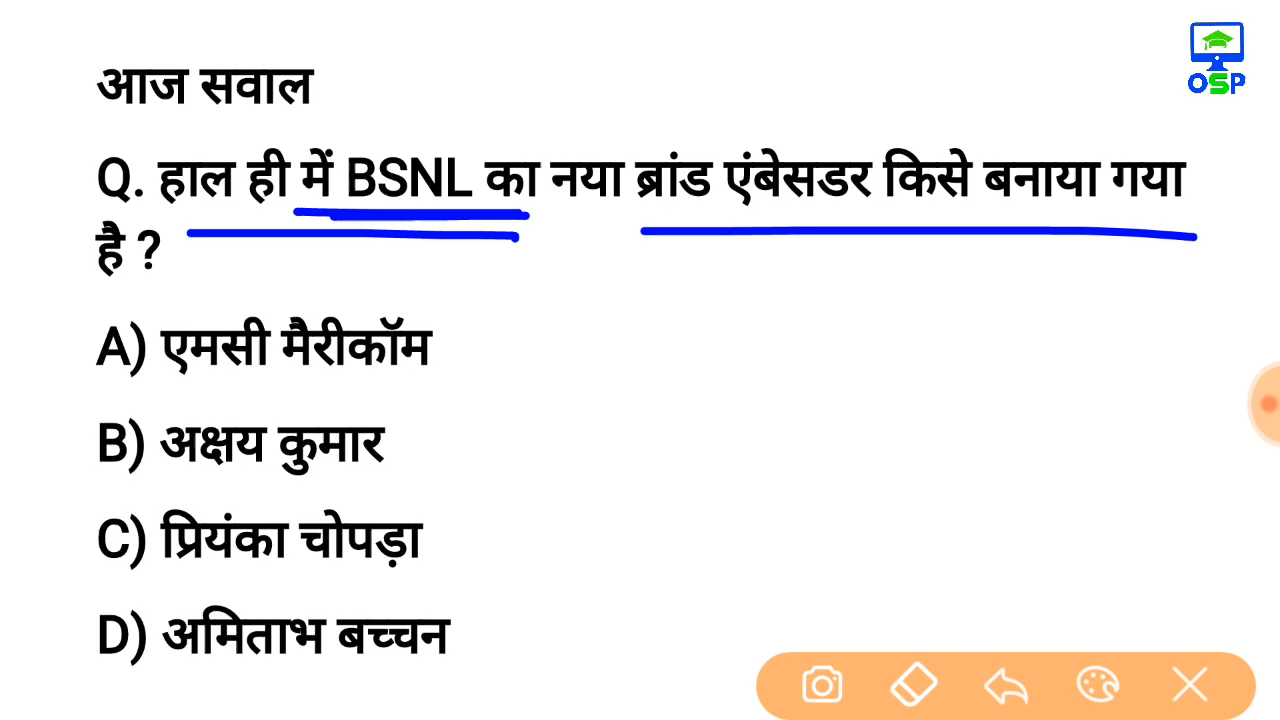 OSP
आज सवाल
Q. हाल ही में BSNL का नया ब्रांड एंबेसडर किसे बनाया गया
है ?
A) एमसी मैरीकॉम
B) अक्षय कुमार
C) प्रियंका चोपड़ा
D) अमिताभ बच्चन